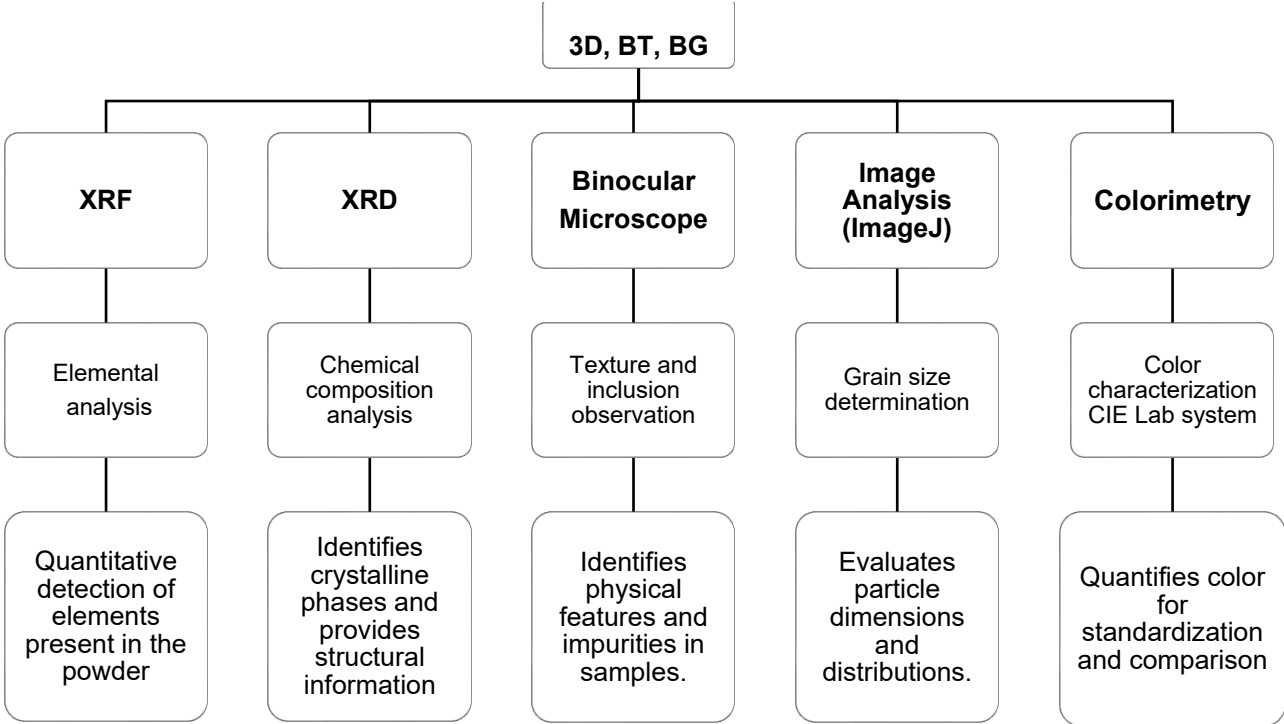 3D, BT, BG
XRF
XRD
Binocular
Microscope
Image
Analysis
(ImageJ)
Colorimetry
Elemental
analysis
Chemical
composition
analysis
Texture and
inclusion
observation
Grain size
determination
Color
characterization
CIE Lab system
Quantitative
detection of
elements
present in the
powder
Identifies
crystalline
phases and
provides
structural
information
Identifies
physical
features and
impurities in
samples.
Evaluates
particle
dimensions
and
distributions.
Quantifies color
for
standardization
and comparison